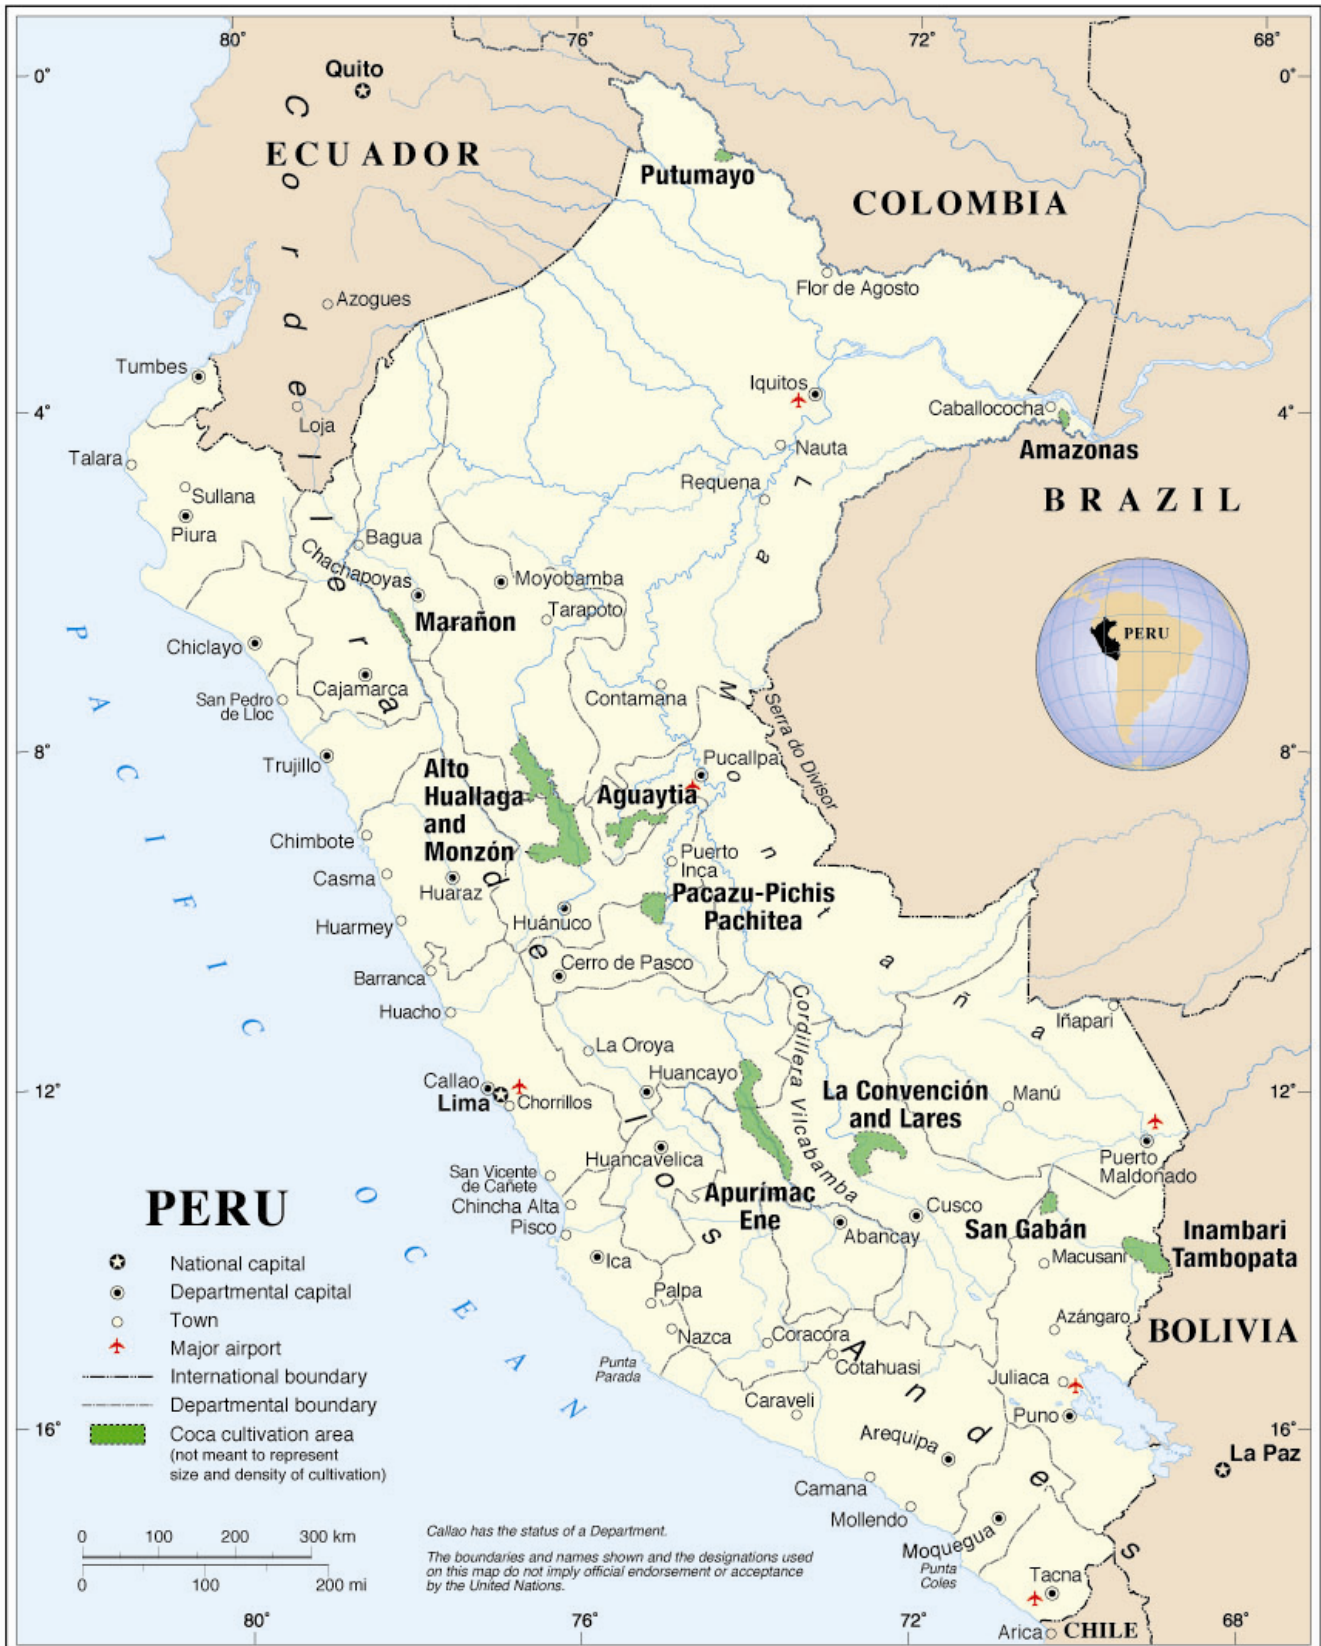 80°
76°
72°
68°
0°
0°
Quito
ECUADOR
Putumayo
COLOMBIA
Flor de Agosto
Azogues
Tumbes
Iquitos
Caballococha
4°
4°
Loja
Nauta
Amazonas
Talara
Requena
Sullana
BRAZIL
Piura
Bagua
Chachapoyas
Moyobamba
Tarapoto
Marañon
PERU
Chiclayo
Cajamarca
San Pedro
de Lloc
Contamana
Serra do Divisor
8°
8°
Trujillo
Pucallpa
Alto
Huallaga
and
Monzón
Aguaytia
Chimbote
Puerto
Inca
Casma
Huaraz
Pacazu-Pichis
Pachitea
Huarmey
Huánuco
Cerro de Pasco
Barranca
Huacho
Iñapari
La Montaña
Cordillera de los Andes
Cordillera Vilcabamba
PACIFIC OCEAN
La Oroya
Huancayo
Callao
Lima
Chorrillos
La Convención
and Lares
Manú
12°
12°
Huancavelica
Puerto
Maldonado
San Vicente
de Cañete
Chincha Alta
Pisco
Apurímac
Ene
Abancay
Cusco
San Gabán
Inambari
Tambopata
Macusani
Ica
Palpa
Nazca
Coracora
Cotahuasi
Azángaro
BOLIVIA
Punta
Parada
Caraveli
Juliaca
Puno
16°
16°
La Paz
Arequipa
Camana
Mollendo
Moquegua
Punta
Coles
Tacna
Arica
CHILE
PERU
National capital
Departmental capital
Town
Major airport
International boundary
Departmental boundary
Coca cultivation area
(not meant to represent
size and density of cultivation)
0 100 200 300 km
0 100 200 mi
Callao has the status of a Department.
The boundaries and names shown and the designations used
on this map do not imply official endorsement or acceptance
by the United Nations.
80°
76°
72°
68°